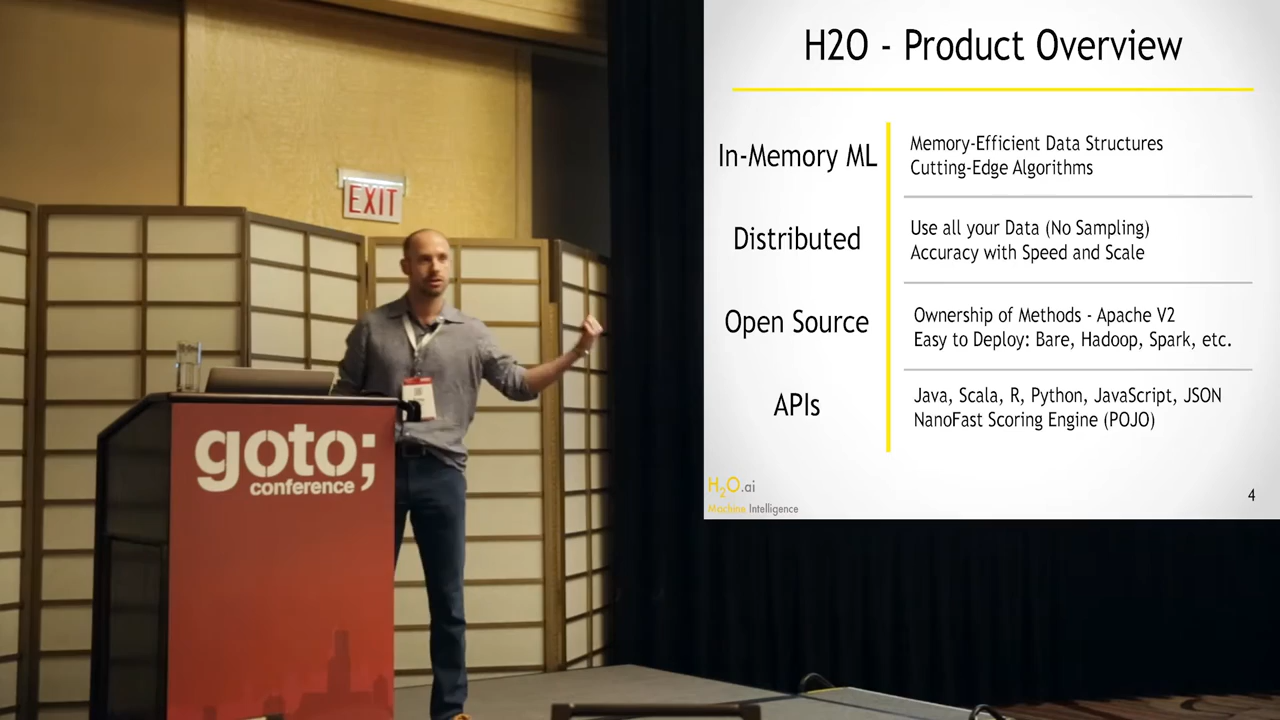 EXIT
goto;
conference
H2O - Product Overview
In-Memory ML
Memory-Efficient Data Structures
Cutting-Edge Algorithms
Distributed
Use all your Data (No Sampling)
Accuracy with Speed and Scale
Open Source
Ownership of Methods - Apache V2
Easy to Deploy: Bare, Hadoop, Spark, etc.
APIs
Java, Scala, R, Python, JavaScript, JSON
NanoFast Scoring Engine (POJO)
H2O.ai
Machine Intelligence
4